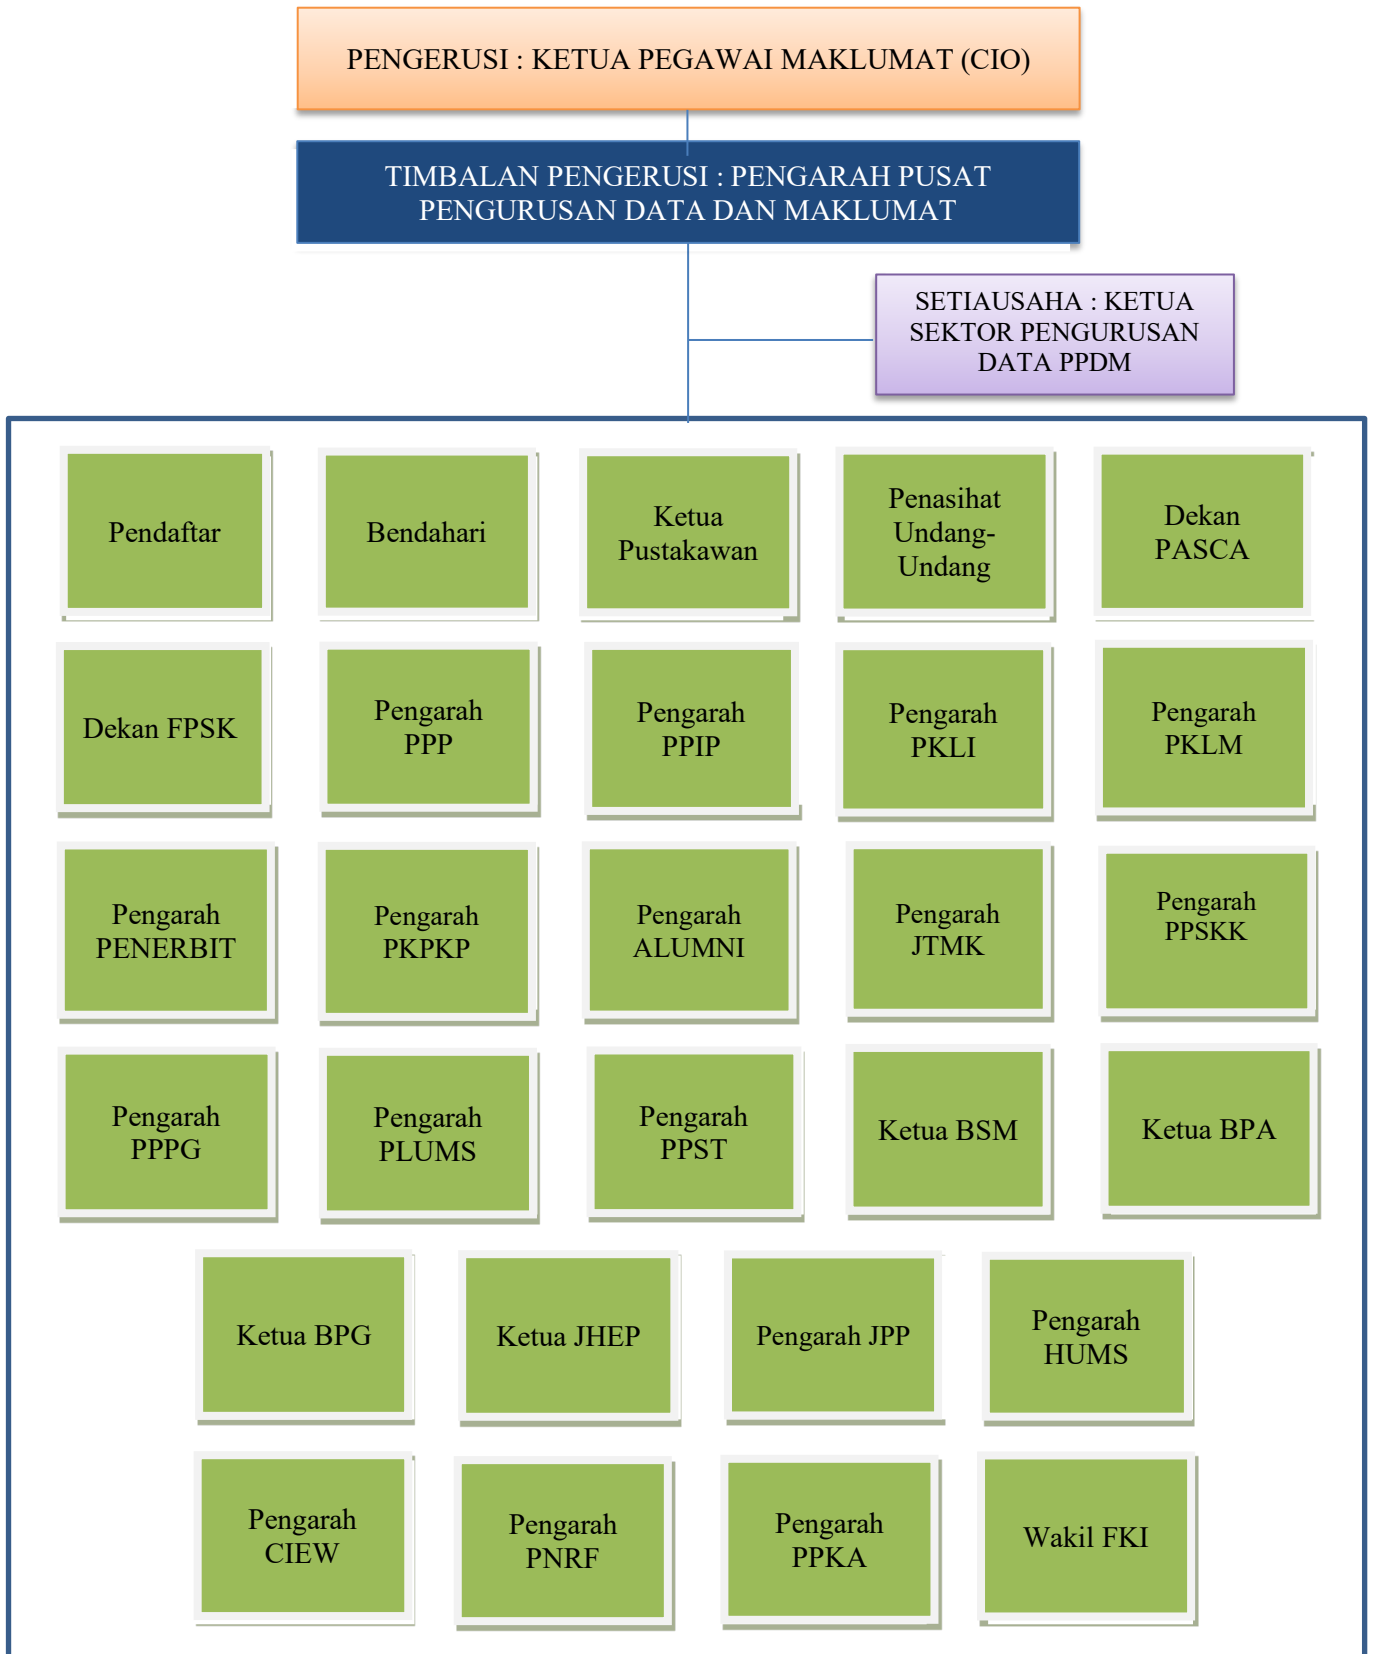 PENGERUSI : KETUA PEGAWAI MAKLUMAT (CIO)
TIMBALAN PENGERUSI : PENGARAH PUSAT
PENGURUSAN DATA DAN MAKLUMAT
SETIAUSAHA : KETUA
SEKTOR PENGURUSAN
DATA PPDM
Pendaftar
Bendahari
Ketua
Pustakawan
Penasihat
Undang-
Undang
Dekan
PASCA
Dekan FPSK
Pengarah
PPP
Pengarah
PPIP
Pengarah
PKLI
Pengarah
PKLM
Pengarah
PENERBIT
Pengarah
PKPKP
Pengarah
ALUMNI
Pengarah
JTMK
Pengarah
PPSKK
Pengarah
PPPG
Pengarah
PLUMS
Pengarah
PPST
Ketua BSM
Ketua BPA
Ketua BPG
Ketua JHEP
Pengarah JPP
Pengarah
HUMS
Pengarah
CIEW
Pengarah
PNRF
Pengarah
PPKA
Wakil FKI